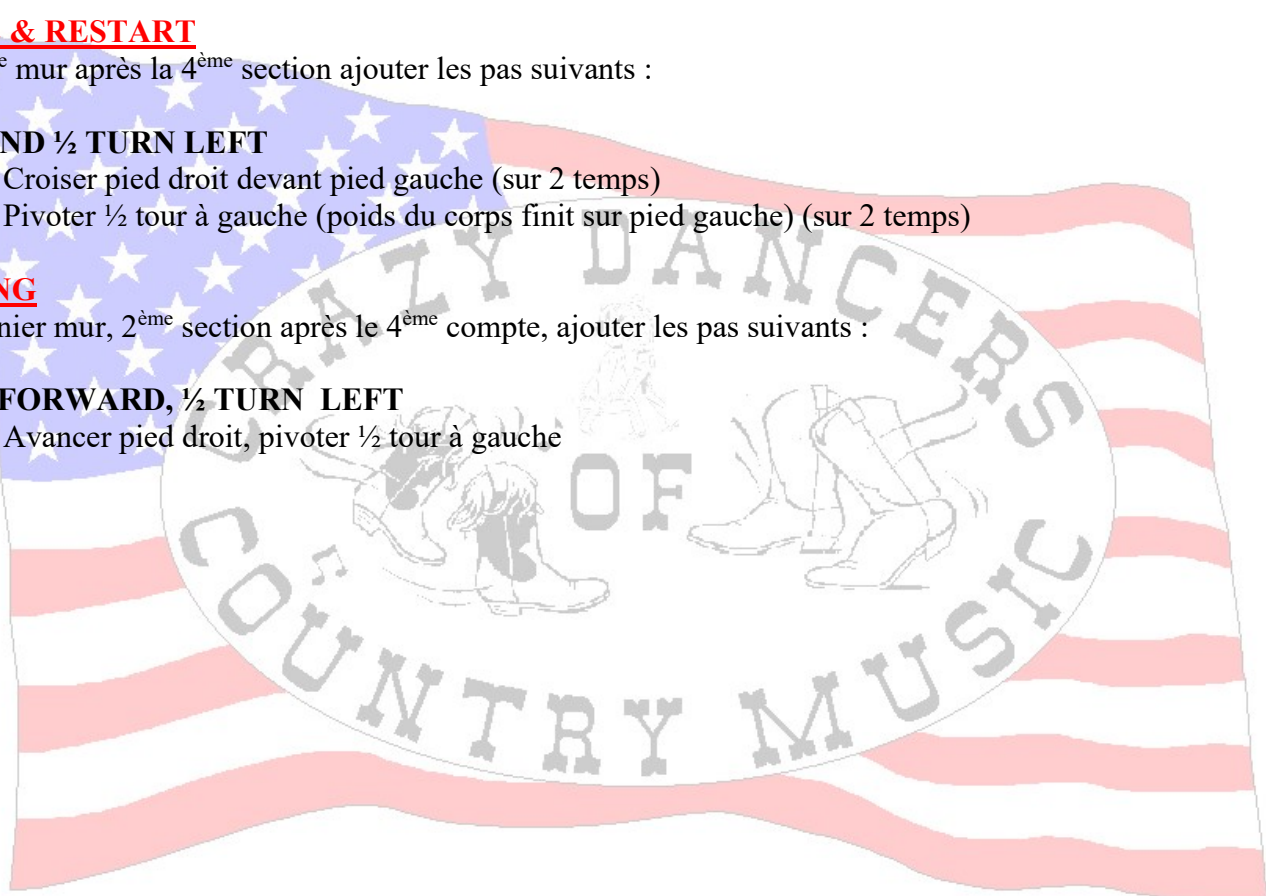 & RESTART
e mur après la 4ème section ajouter les pas suivants :
ND ½ TURN LEFT
Croiser pied droit devant pied gauche (sur 2 temps)
Pivoter ½ tour à gauche (poids du corps finit sur pied gauche) (sur 2 temps)
NG
nier mur, 2ème section après le 4ème compte, ajouter les pas suivants :
FORWARD, ½ TURN LEFT
Avancer pied droit, pivoter ½ tour à gauche
CRAZY DANCERS
OF
COUNTRY MUSIC